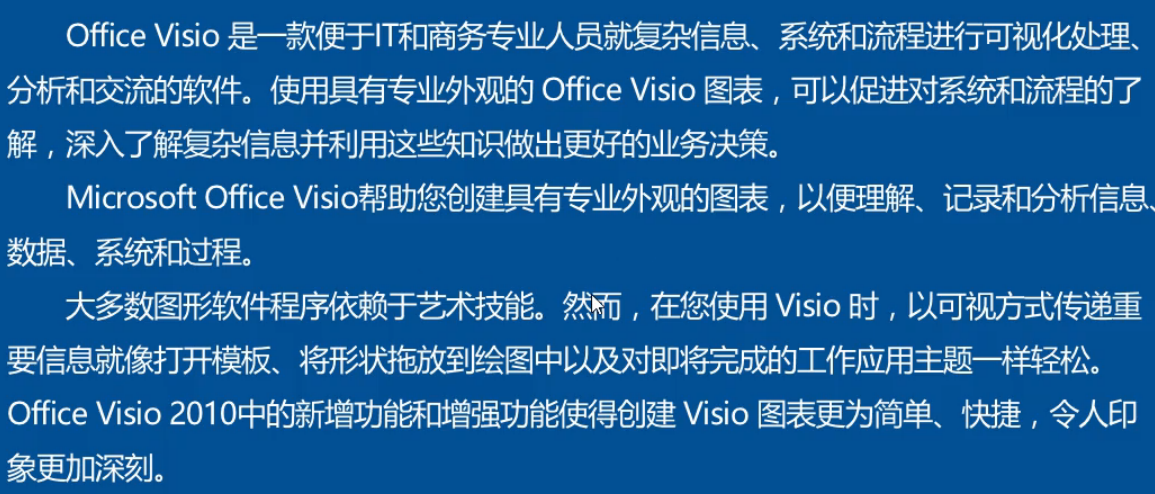 Office Visio 是一款便于IT和商务专业人员就复杂信息、系统和流程进行可视化处理、
分析和交流的软件。使用具有专业外观的 Office Visio 图表，可以促进对系统和流程的了
解，深入了解复杂信息并利用这些知识做出更好的业务决策。
Microsoft Office Visio帮助您创建具有专业外观的图表，以便理解、记录和分析信息、
数据、系统和过程。
大多数图形软件程序依赖于艺术技能。然而，在您使用 Visio 时，以可视方式传递重
要信息就像打开模板、将形状拖放到绘图中以及对即将完成的工作应用主题一样轻松。
Office Visio 2010中的新增功能和增强功能使得创建 Visio 图表更为简单、快捷，令人印
象更加深刻。